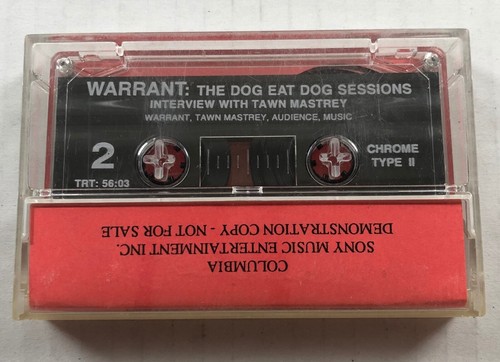 WARRANT: THE DOG EAT DOG SESSIONS
INTERVIEW WITH TAWN MASTREY
WARRANT, TAWN MASTREY, AUDIENCE, MUSIC
2
CHROME
TYPE II
TRT: 56:03
COLUMBIA
SONY MUSIC ENTERTAINMENT INC.
DEMONSTRATION COPY - NOT FOR SALE